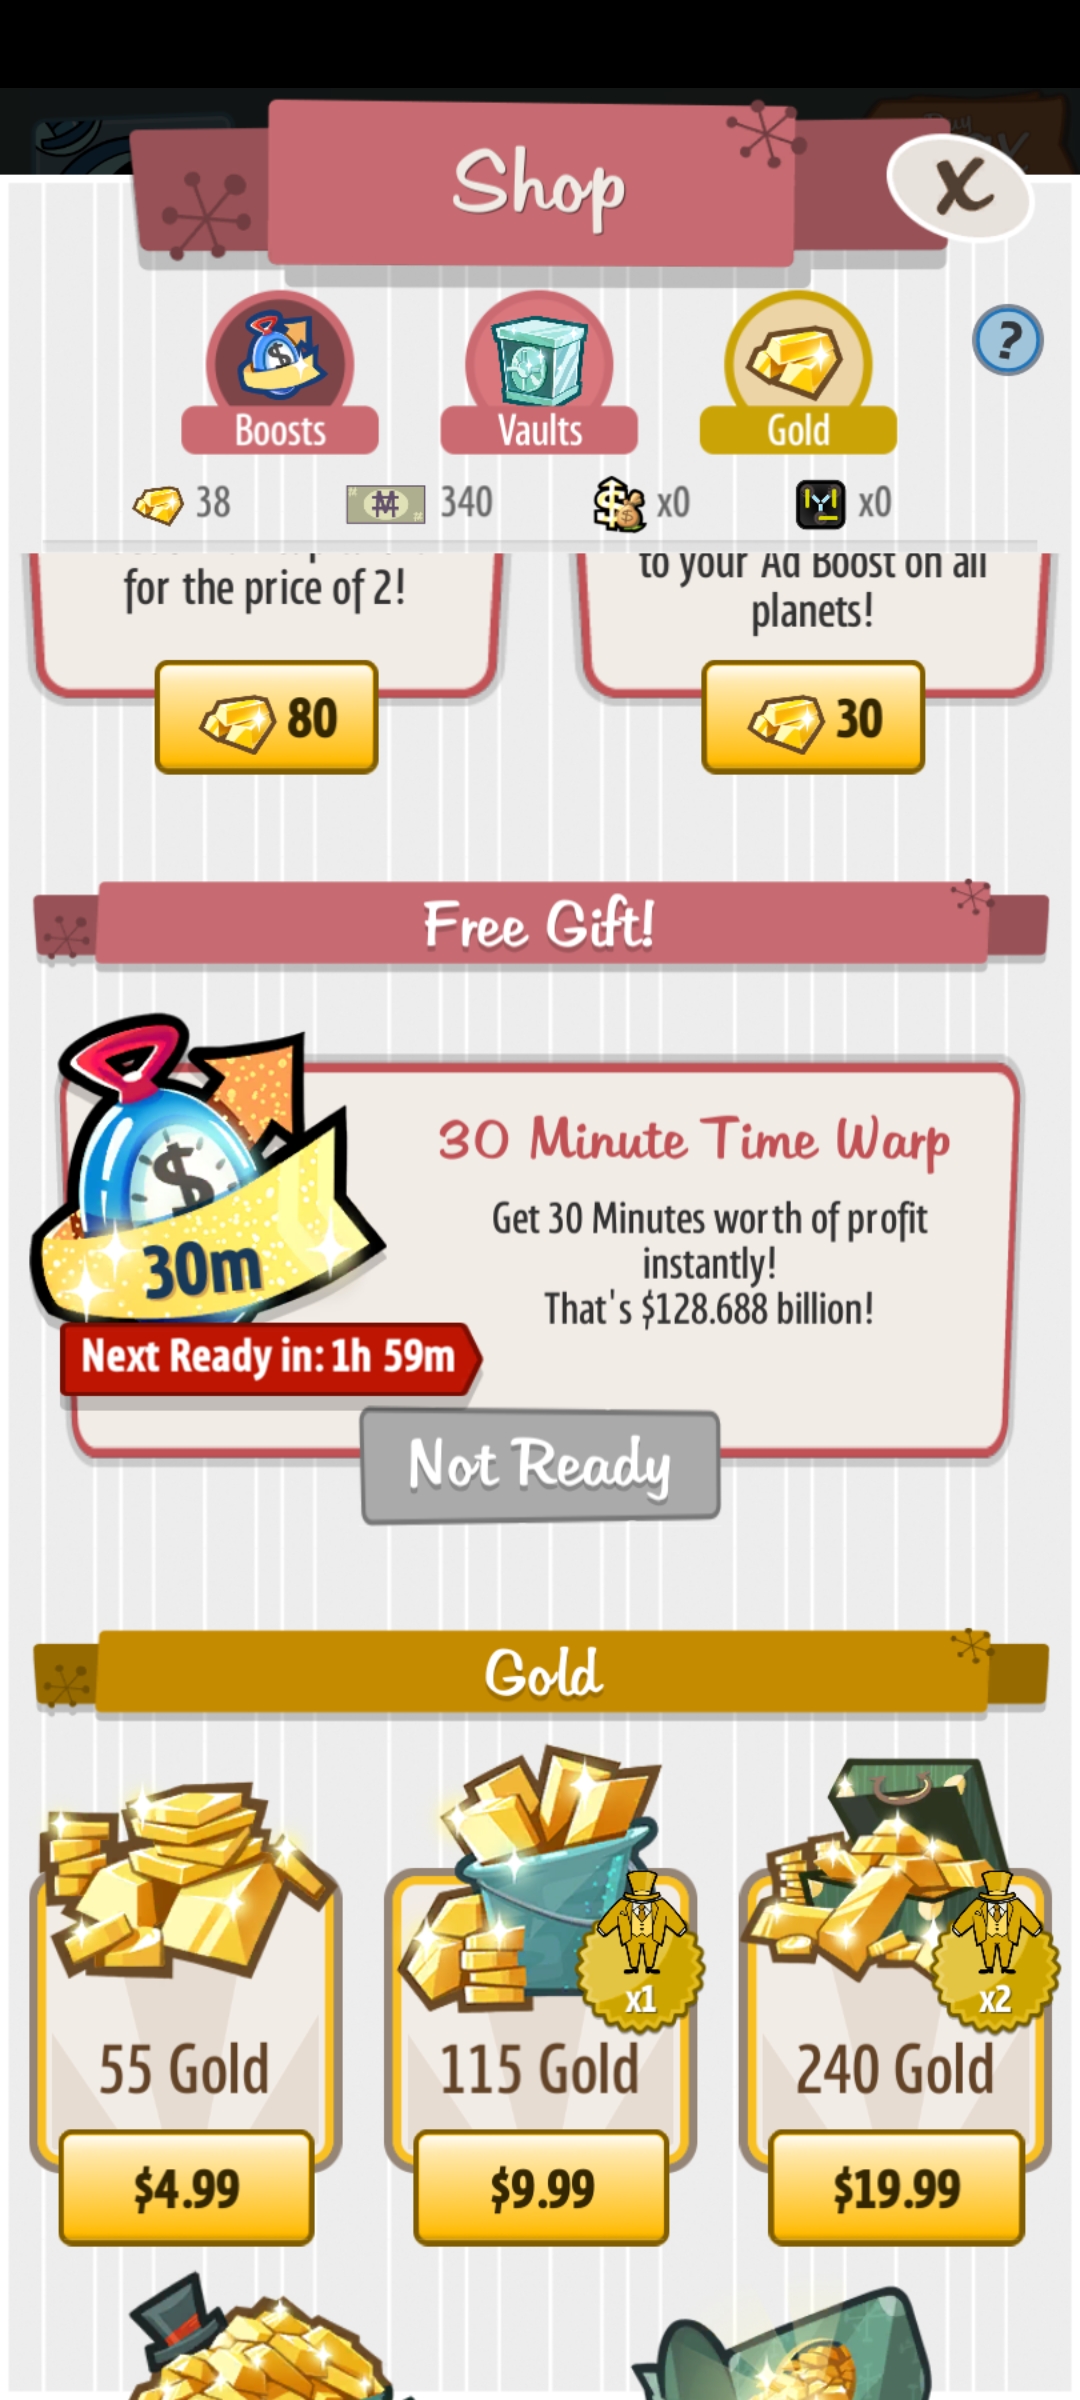 Shop
X
?
Boosts
Vaults
Gold
38
340
x0
x0
for the price of 2!
to your Ad Boost on all
planets!
80
30
Free Gift!
30 Minute Time Warp
Get 30 Minutes worth of profit
instantly!
That's $128.688 billion!
$
30m
Next Ready in: 1h 59m
Not Ready
Gold
x1
x2
55 Gold
115 Gold
240 Gold
$4.99
$9.99
$19.99